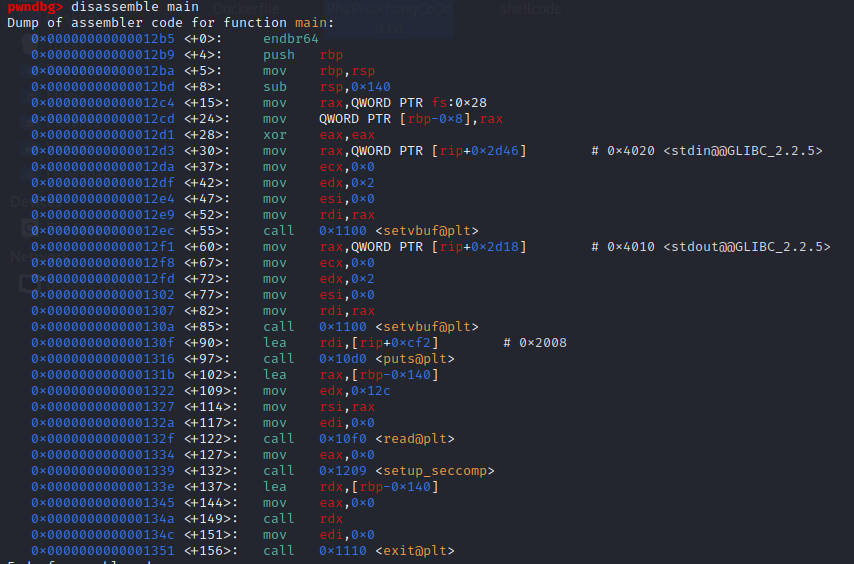 pwndbg> disassemble main
Dump of assembler code for function main:
0x00000000000012b5 <+0>: endbr64
0x00000000000012b9 <+4>: push rbp
0x00000000000012ba <+5>: mov rbp,rsp
0x00000000000012bd <+8>: sub rsp,0x140
0x00000000000012c4 <+15>: mov rax,QWORD PTR fs:0x28
0x00000000000012cd <+24>: mov QWORD PTR [rbp-0x8],rax
0x00000000000012d1 <+28>: xor eax,eax
0x00000000000012d3 <+30>: mov rax,QWORD PTR [rip+0x2d46] # 0x4020 <stdin@@GLIBC_2.2.5>
0x00000000000012da <+37>: mov ecx,0x0
0x00000000000012df <+42>: mov edx,0x2
0x00000000000012e4 <+47>: mov esi,0x0
0x00000000000012e9 <+52>: mov rdi,rax
0x00000000000012ec <+55>: call 0x1100 <setvbuf@plt>
0x00000000000012f1 <+60>: mov rax,QWORD PTR [rip+0x2d18] # 0x4010 <stdout@@GLIBC_2.2.5>
0x00000000000012f8 <+67>: mov ecx,0x0
0x00000000000012fd <+72>: mov edx,0x2
0x0000000000001302 <+77>: mov esi,0x0
0x0000000000001307 <+82>: mov rdi,rax
0x000000000000130a <+85>: call 0x1100 <setvbuf@plt>
0x000000000000130f <+90>: lea rdi,[rip+0xcf2] # 0x2008
0x0000000000001316 <+97>: call 0x10d0 <puts@plt>
0x000000000000131b <+102>: lea rax,[rbp-0x140]
0x0000000000001322 <+109>: mov edx,0x12c
0x0000000000001327 <+114>: mov rsi,rax
0x000000000000132a <+117>: mov edi,0x0
0x000000000000132f <+122>: call 0x10f0 <read@plt>
0x0000000000001334 <+127>: mov eax,0x0
0x0000000000001339 <+132>: call 0x1209 <setup_seccomp>
0x000000000000133e <+137>: lea rdx,[rbp-0x140]
0x0000000000001345 <+144>: mov eax,0x0
0x000000000000134a <+149>: call rdx
0x000000000000134c <+151>: mov edi,0x0
0x0000000000001351 <+156>: call 0x1110 <exit@plt>